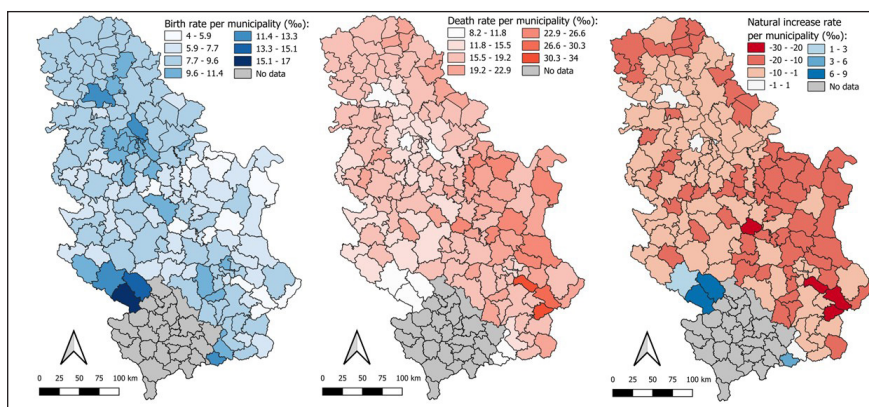 Birth rate per municipality (‰):
4 - 5.9
5.9 - 7.7
7.7 - 9.6
9.6 - 11.4
11.4 - 13.3
13.3 - 15.1
15.1 - 17
No data
0 25 50 75 100 km
Death rate per municipality (‰):
8.2 - 11.8
11.8 - 15.5
15.5 - 19.2
19.2 - 22.9
22.9 - 26.6
26.6 - 30.3
30.3 - 34
No data
0 25 50 75 100 km
Natural increase rate
per municipality (‰):
-30 - -20
-20 - -10
-10 - -1
-1 - 1
1 - 3
3 - 6
6 - 9
No data
0 25 50 75 100 km